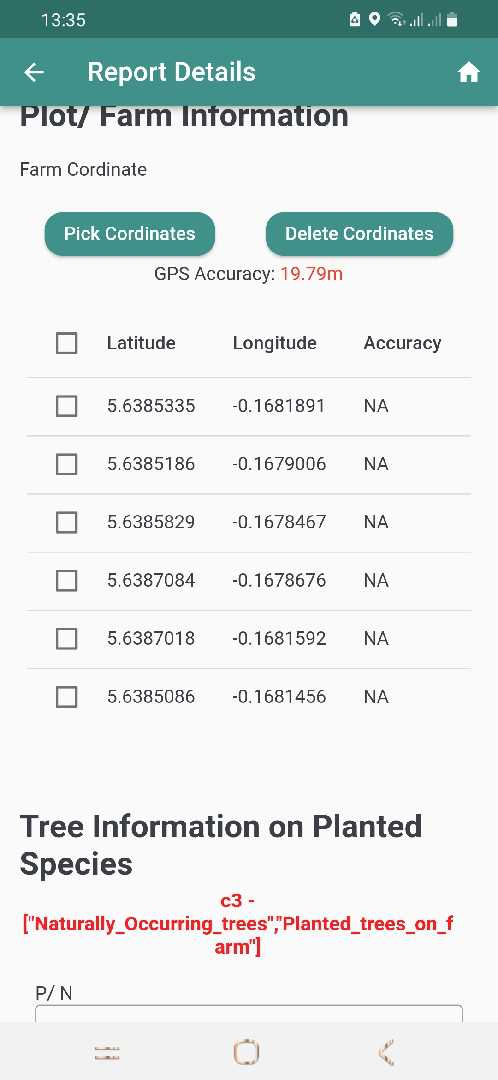 13:35
Report Details
Plot/ Farm Information
Farm Cordinate
Pick Cordinates Delete Cordinates
GPS Accuracy: 19.79m
Latitude Longitude Accuracy
5.6385335 -0.1681891 NA
5.6385186 -0.1679006 NA
5.6385829 -0.1678467 NA
5.6387084 -0.1678676 NA
5.6387018 -0.1681592 NA
5.6385086 -0.1681456 NA
Tree Information on Planted
Species
c3 -
["Naturally_Occurring_trees","Planted_trees_on_f
arm"]
P/ N